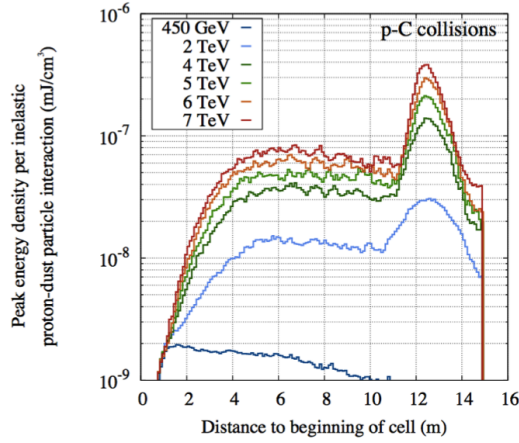 10^-6
10^-7
10^-8
10^-9
Peak energy density per inelastic
proton-dust particle interaction (mJ/cm^3)
450 GeV
2 TeV
4 TeV
5 TeV
6 TeV
7 TeV
p-C collisions
0 2 4 6 8 10 12 14 16
Distance to beginning of cell (m)